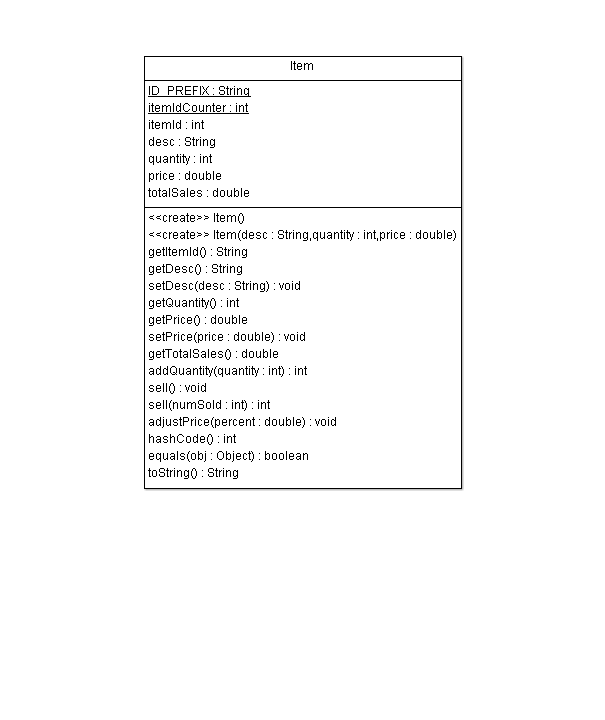 Item
ID_PREFIX : String
itemIdCounter : int
itemId : int
desc : String
quantity : int
price : double
totalSales : double
<<create>> Item()
<<create>> Item(desc : String,quantity : int,price : double)
getItemId() : String
getDesc() : String
setDesc(desc : String) : void
getQuantity() : int
getPrice() : double
setPrice(price : double) : void
getTotalSales() : double
addQuantity(quantity : int) : int
sell() : void
sell(numSold : int) : int
adjustPrice(percent : double) : void
hashCode() : int
equals(obj : Object) : boolean
toString() : String